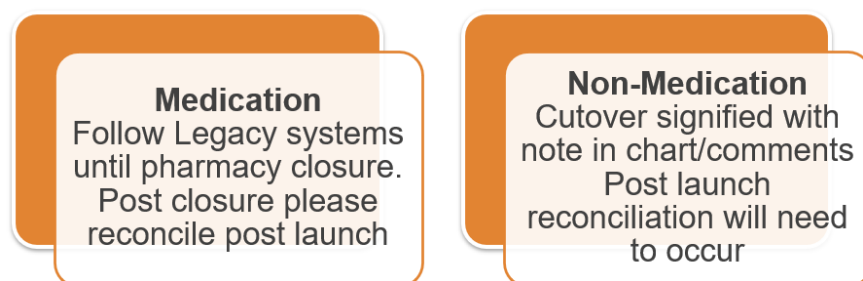 Medication
Follow Legacy systems
until pharmacy closure.
Post closure please
reconcile post launch
Non-Medication
Cutover signified with
note in chart/comments
Post launch
reconciliation will need
to occur